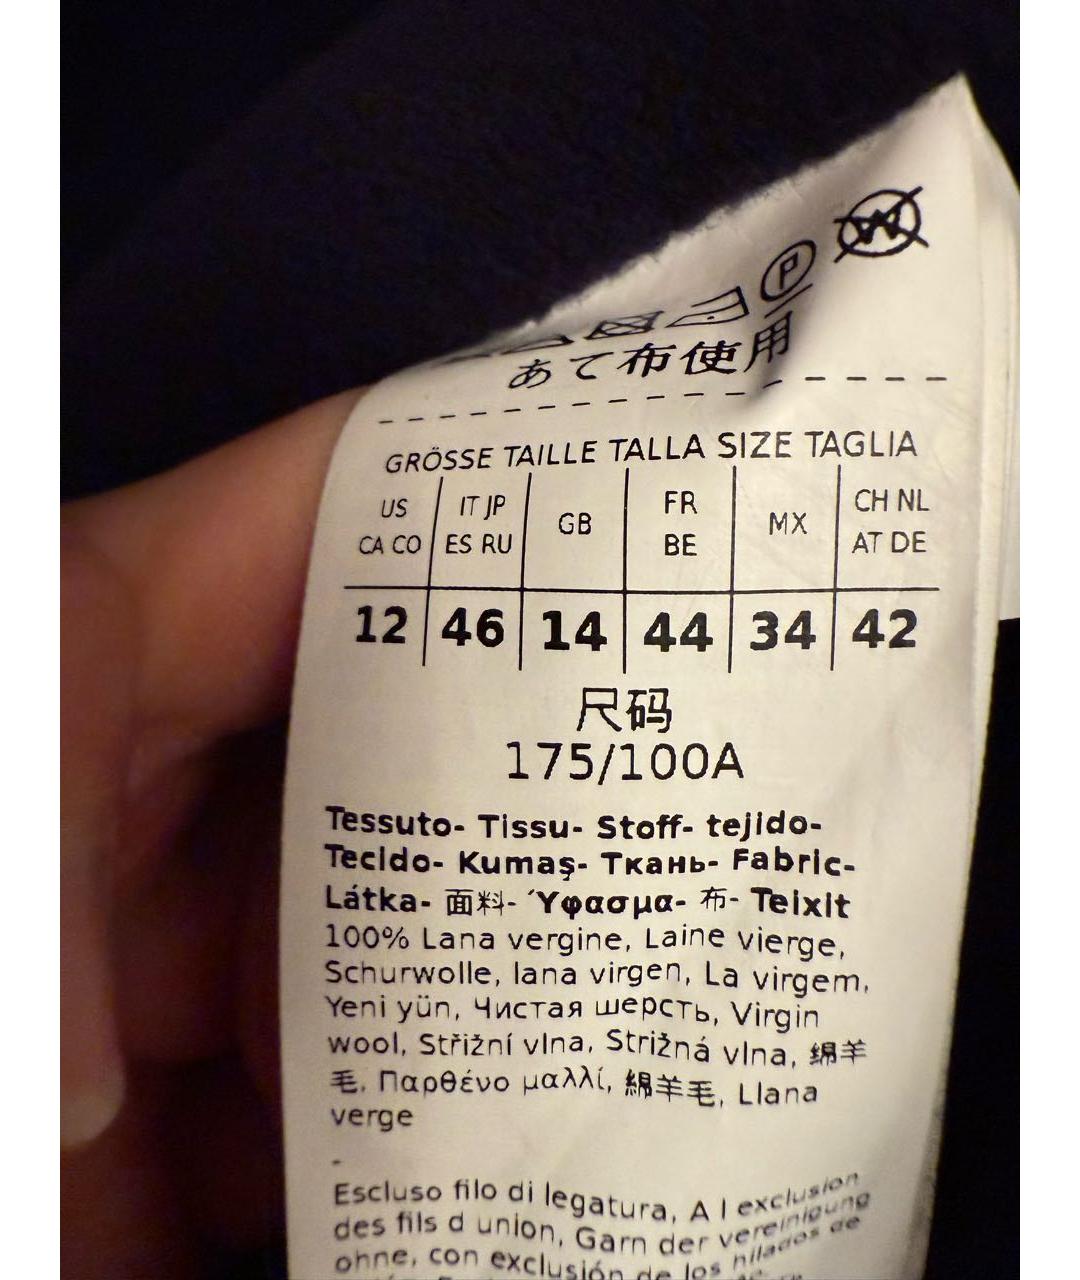 P W
あて布使用
GRÖSSE TAILLE TALLA SIZE TAGLIA
US CA CO IT JP ES RU GB FR BE MX CH NL AT DE
12 46 14 44 34 42
尺码
175/100A
Tessuto- Tissu- Stoff- tejido-
Tecido- Kumaş- Ткань- Fabric-
Látka- 面料- Ύφασμα- 布- Teixit
100% Lana vergine, Laine vierge,
Schurwolle, lana virgen, La virgem,
Yeni yün, Чистая шерсть, Virgin
wool, Střižní vlna, Strižná vlna, 绵羊
毛, Παρθένο μαλλί, 綿羊毛, Llana
verge
-
Escluso filo di legatura, A l exclusion
des fils d union, Garn der vereinigung
ohne, con exclusión de los hilados de